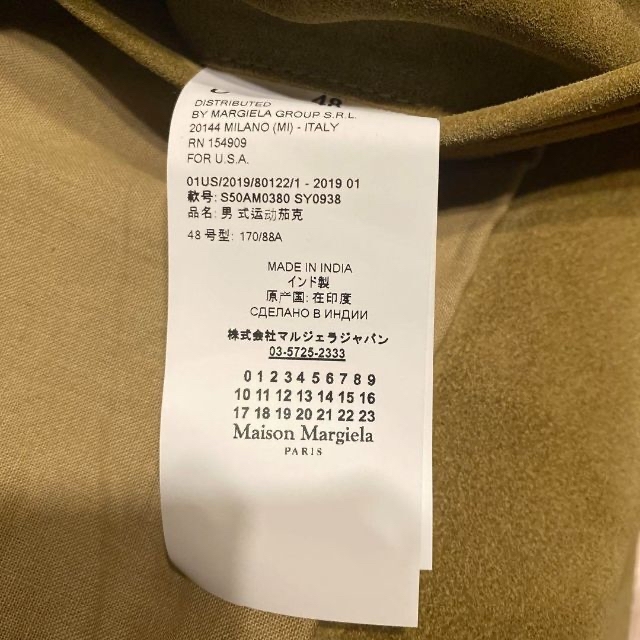 48
DISTRIBUTED
BY MARGIELA GROUP S.R.L.
20144 MILANO (MI) - ITALY
RN 154909
FOR U.S.A.
01US/2019/80122/1 - 2019 01
款号: S50AM0380 SY0938
品名: 男 式运动茄克
48 号型: 170/88A
MADE IN INDIA
インド製
原产国: 在印度
СДЕЛАНО В ИНДИИ
株式会社マルジェラジャパン
03-5725-2333
0 1 2 3 4 5 6 7 8 9
10 11 12 13 14 15 16
17 18 19 20 21 22 23
Maison Margiela
PARIS